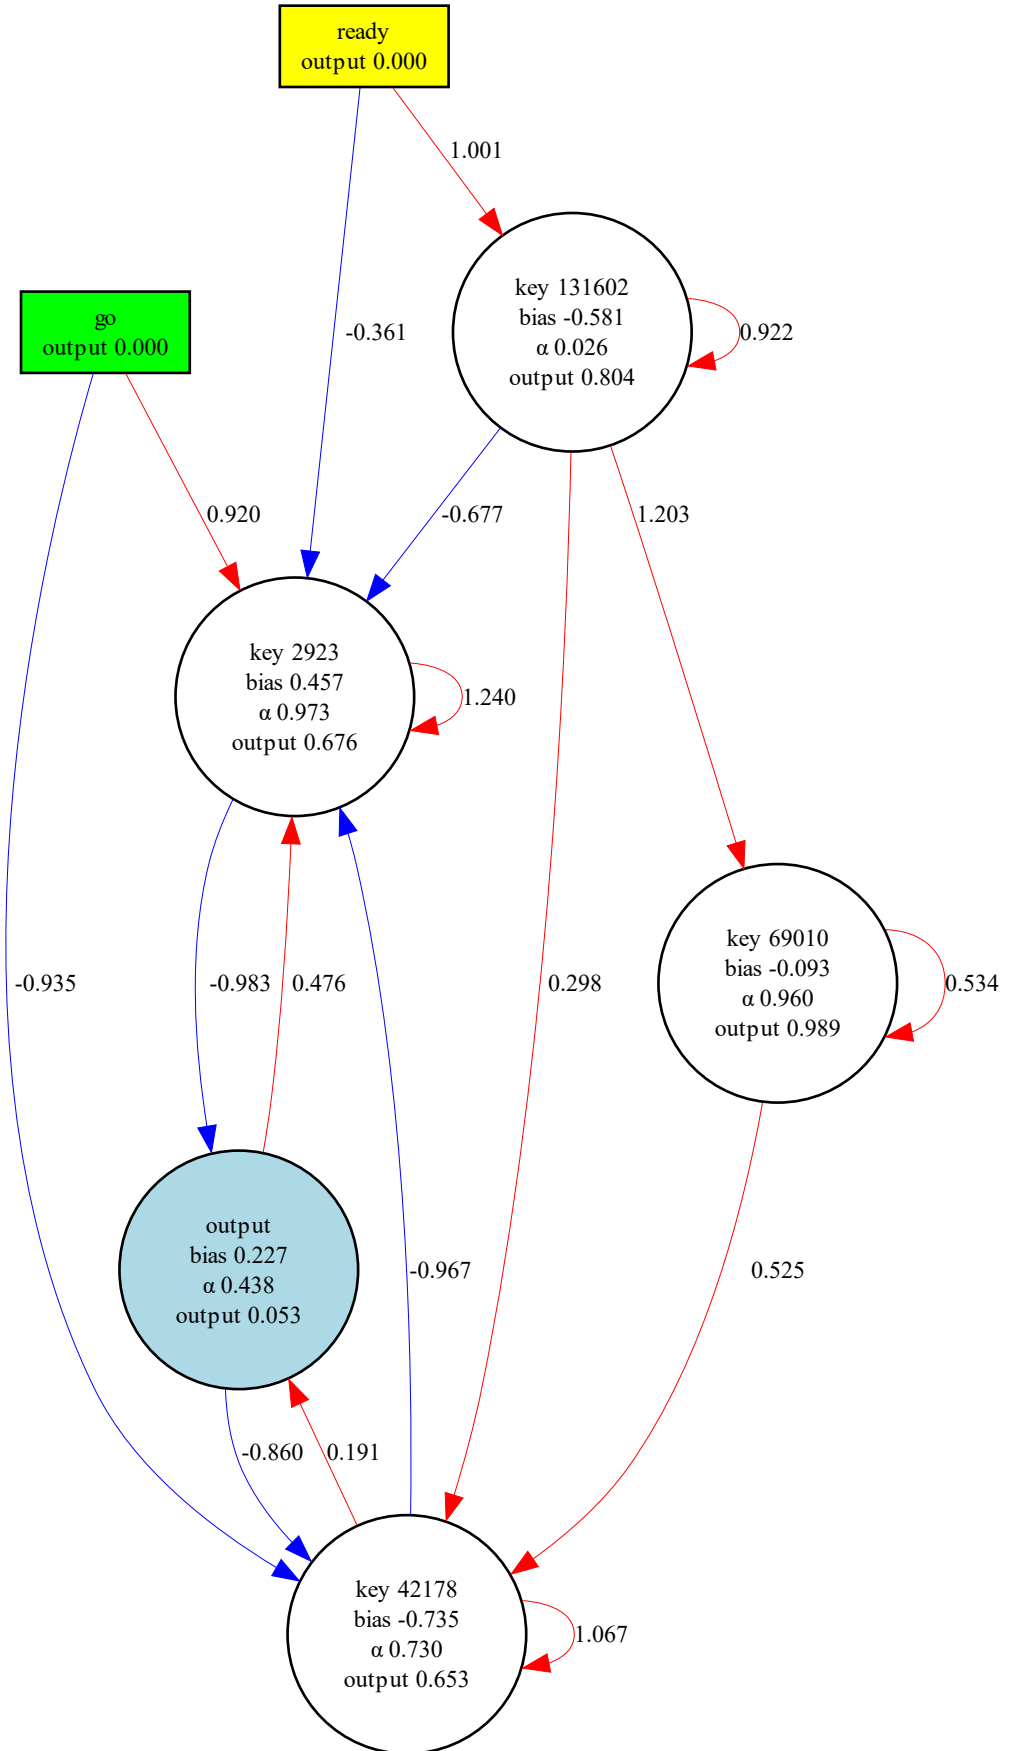 ready
output 0.000
1.001
key 131602
bias -0.581
α 0.026
output 0.804
0.922
go
output 0.000
-0.361
0.920
-0.677
1.203
key 2923
bias 0.457
α 0.973
output 0.676
1.240
key 69010
bias -0.093
α 0.960
output 0.989
0.534
-0.935
-0.983
0.476
0.298
output
bias 0.227
α 0.438
output 0.053
-0.967
0.525
-0.860
0.191
key 42178
bias -0.735
α 0.730
output 0.653
1.067